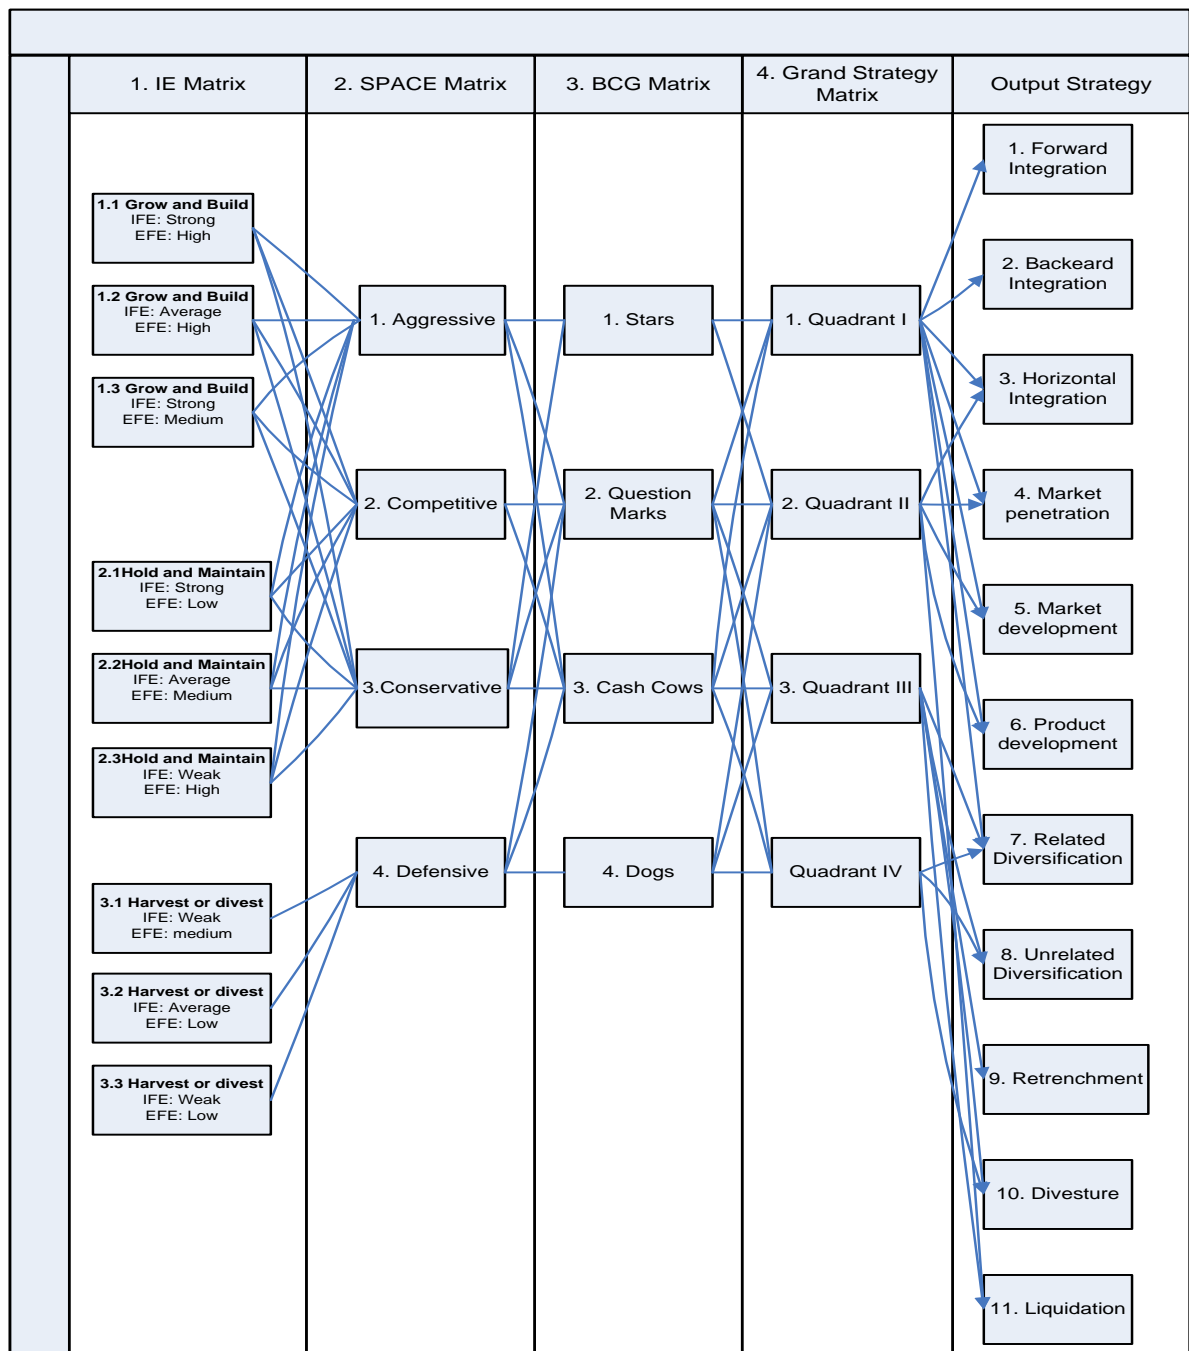 1. IE Matrix
2. SPACE Matrix
3. BCG Matrix
4. Grand Strategy
Matrix
Output Strategy
1.1 Grow and Build
IFE: Strong
EFE: High
1.2 Grow and Build
IFE: Average
EFE: High
1.3 Grow and Build
IFE: Strong
EFE: Medium
2.1Hold and Maintain
IFE: Strong
EFE: Low
2.2Hold and Maintain
IFE: Average
EFE: Medium
2.3Hold and Maintain
IFE: Weak
EFE: High
3.1 Harvest or divest
IFE: Weak
EFE: medium
3.2 Harvest or divest
IFE: Average
EFE: Low
3.3 Harvest or divest
IFE: Weak
EFE: Low
1. Aggressive
2. Competitive
3.Conservative
4. Defensive
1. Stars
2. Question
Marks
3. Cash Cows
4. Dogs
1. Quadrant I
2. Quadrant II
3. Quadrant III
Quadrant IV
1. Forward
Integration
2. Backeard
Integration
3. Horizontal
Integration
4. Market
penetration
5. Market
development
6. Product
development
7. Related
Diversification
8. Unrelated
Diversification
9. Retrenchment
10. Divesture
11. Liquidation